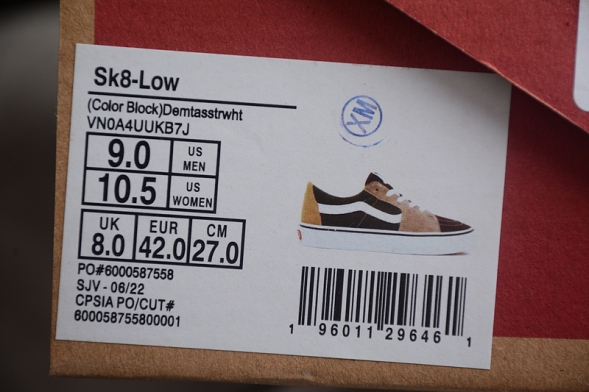 Sk8-Low
(Color Block)Demtasstrwht
VN0A4UUKB7J
9.0 US MEN
10.5 US WOMEN
UK 8.0 EUR 42.0 CM 27.0
PO#6000587558
SJV - 06/22
CPSIA PO/CUT#
600058755800001
XM
1 96011 29646 1